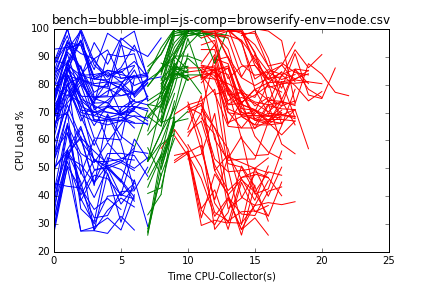 bench=bubble-impl=js-comp=browserify-env=node.csv
100
90
80
70
60
50
40
30
20
CPU Load %
0 5 10 15 20 25
Time CPU-Collector(s)